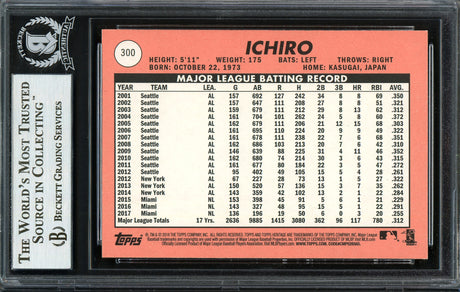 THE WORLD'S MOST TRUSTED
SOURCE IN COLLECTING™
BECKETT GRADING SERVICES
300
ICHIRO
HEIGHT: 5'11" WEIGHT: 175 BATS: LEFT THROWS: RIGHT
BORN: OCTOBER 22, 1973 HOME: KASUGAI, JAPAN
MAJOR LEAGUE BATTING RECORD
YEAR TEAM LEA. G AB R H 2B 3B HR RBI AVG.
2001 Seattle AL 157 692 127 242 34 8 8 69 .350
2002 Seattle AL 157 647 111 208 27 8 8 51 .321
2003 Seattle AL 159 679 111 212 29 8 13 62 .312
2004 Seattle AL 161 704 101 262 24 5 8 60 .372
2005 Seattle AL 162 679 111 206 21 12 15 68 .303
2006 Seattle AL 161 695 110 224 20 9 9 49 .322
2007 Seattle AL 161 678 111 238 22 7 6 68 .351
2008 Seattle AL 162 686 103 213 20 7 6 42 .310
2009 Seattle AL 146 639 88 225 31 4 11 46 .352
2010 Seattle AL 162 680 74 214 30 3 6 43 .315
2011 Seattle AL 161 677 80 184 22 4 5 47 .272
2012 Seattle AL
2012 New York AL 67 227 28 73 13 1 5 27 .322
2013 New York AL 150 520 57 136 15 3 7 35 .262
2014 New York AL 143 359 42 102 13 2 1 22 .284
2015 Miami NL 153 398 45 91 5 6 1 21 .229
2016 Miami NL 143 327 48 95 15 5 1 22 .291
2017 Miami NL 136 196 19 50 6 0 3 20 .255
Major League Totals 17 Yrs. 2636 9885 1415 3080 362 96 117 780 .312
Topps